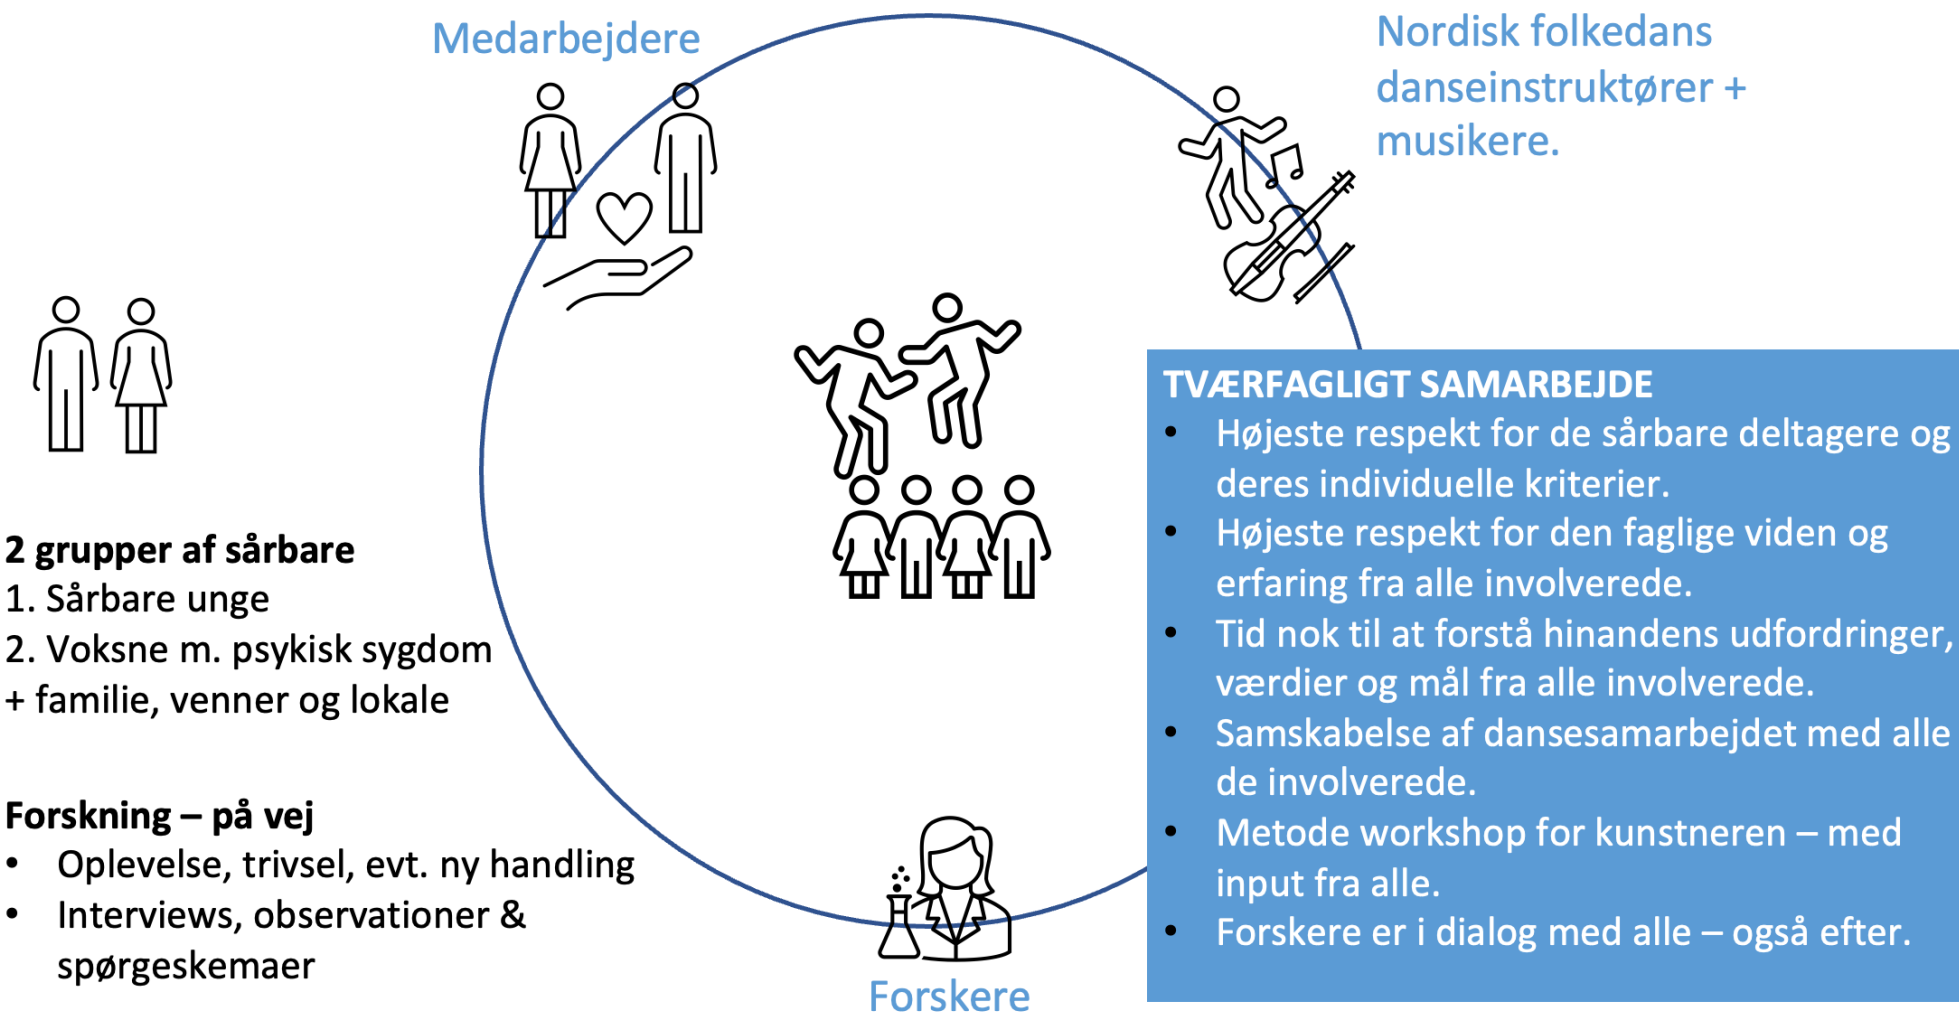 Medarbejdere
Nordisk folkedans
danseinstruktører +
musikere.
2 grupper af sårbare
1. Sårbare unge
2. Voksne m. psykisk sygdom
+ familie, venner og lokale
Forskning – på vej
• Oplevelse, trivsel, evt. ny handling
• Interviews, observationer &
spørgeskemaer
Forskere
TVÆRFAGLIGT SAMARBEJDE
• Højeste respekt for de sårbare deltagere og
deres individuelle kriterier.
• Højeste respekt for den faglige viden og
erfaring fra alle involverede.
• Tid nok til at forstå hinandens udfordringer,
værdier og mål fra alle involverede.
• Samskabelse af dansesamarbejdet med alle
de involverede.
• Metode workshop for kunstneren – med
input fra alle.
• Forskere er i dialog med alle – også efter.